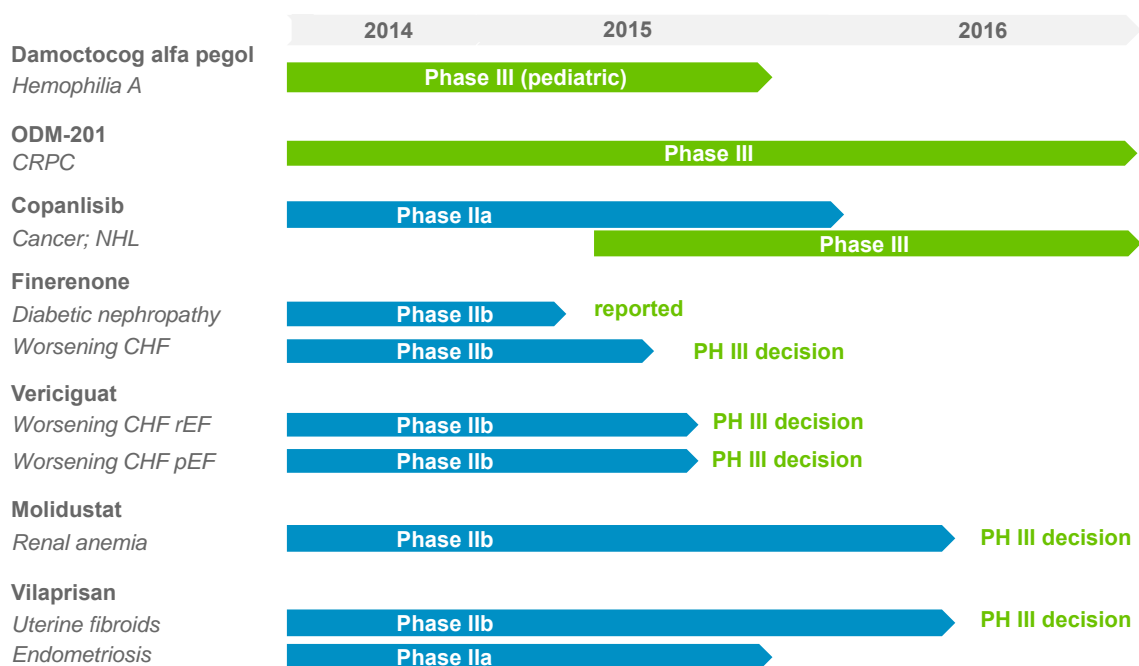 2014 2015 2016
Damoctocog alfa pegol
Hemophilia A
Phase III (pediatric)
ODM-201
CRPC
Phase III
Copanlisib
Phase IIa
Cancer; NHL
Phase III
Finerenone
Diabetic nephropathy
Phase IIb
reported
Worsening CHF
Phase IIb
PH III decision
Vericiguat
Worsening CHF rEF
Phase IIb
PH III decision
Worsening CHF pEF
Phase IIb
PH III decision
Molidustat
Renal anemia
Phase IIb
PH III decision
Vilaprisan
Uterine fibroids
Phase IIb
PH III decision
Endometriosis
Phase IIa